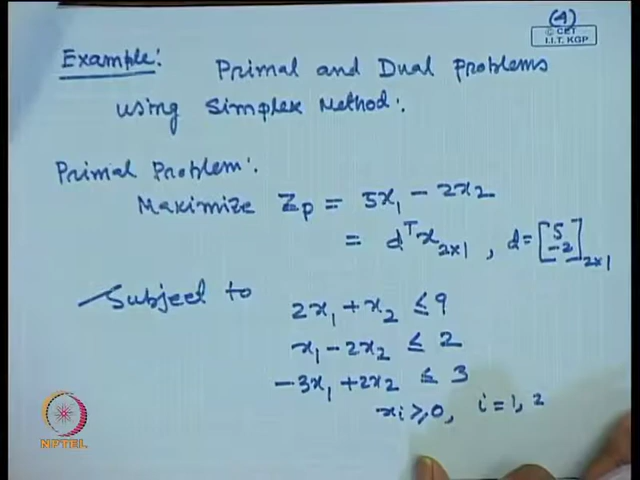 (4)
© CET
I.I.T. KGP
Example: Primal and Dual Problems
using Simplex Method:.
Primal Problem:
Maximize Zp = 5x₁ - 2x₂
= dᵀx₂ₓ₁ , d = [5 -2]₂ₓ₁
Subject to
2x₁ + x₂ ≤ 9
x₁ - 2x₂ ≤ 2
-3x₁ + 2x₂ ≤ 3
xi ≥ 0, i = 1, 2
NPTEL